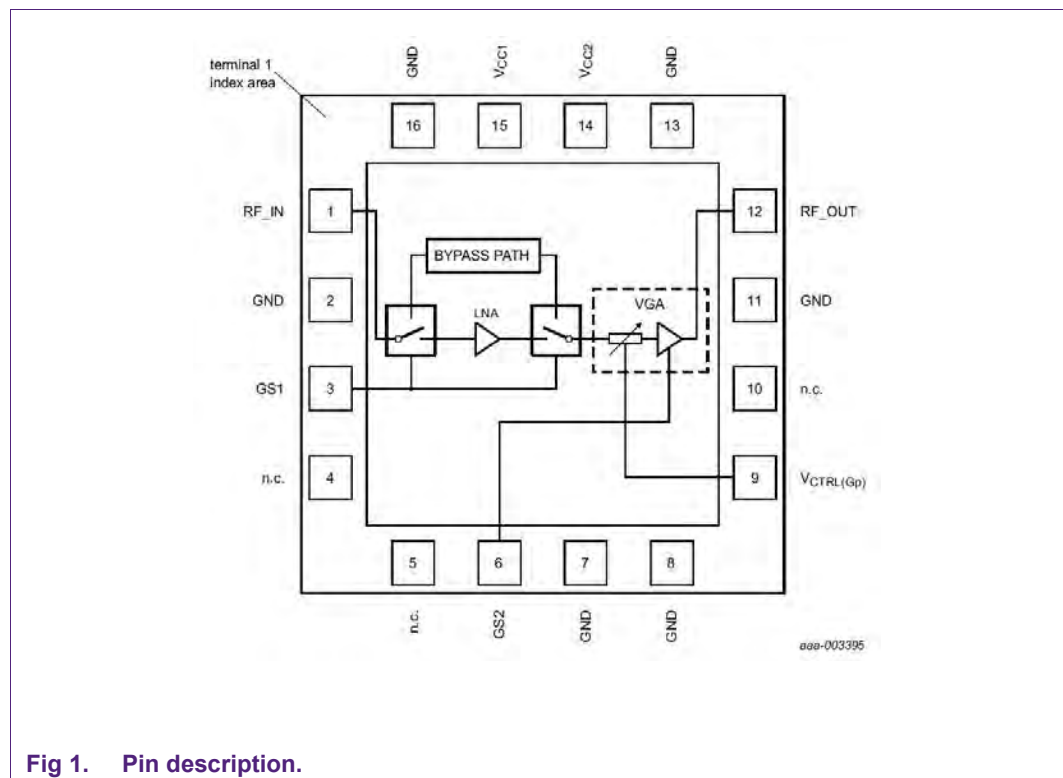 terminal 1
index area
GND
VCC1
VCC2
GND
16
15
14
13
RF_IN
1
12
RF_OUT
BYPASS PATH
GND
2
LNA
VGA
11
GND
GS1
3
10
n.c.
n.c.
4
9
VCTRL(Gp)
5
6
7
8
n.c.
GS2
GND
GND
aaa-003395
Fig 1. Pin description.